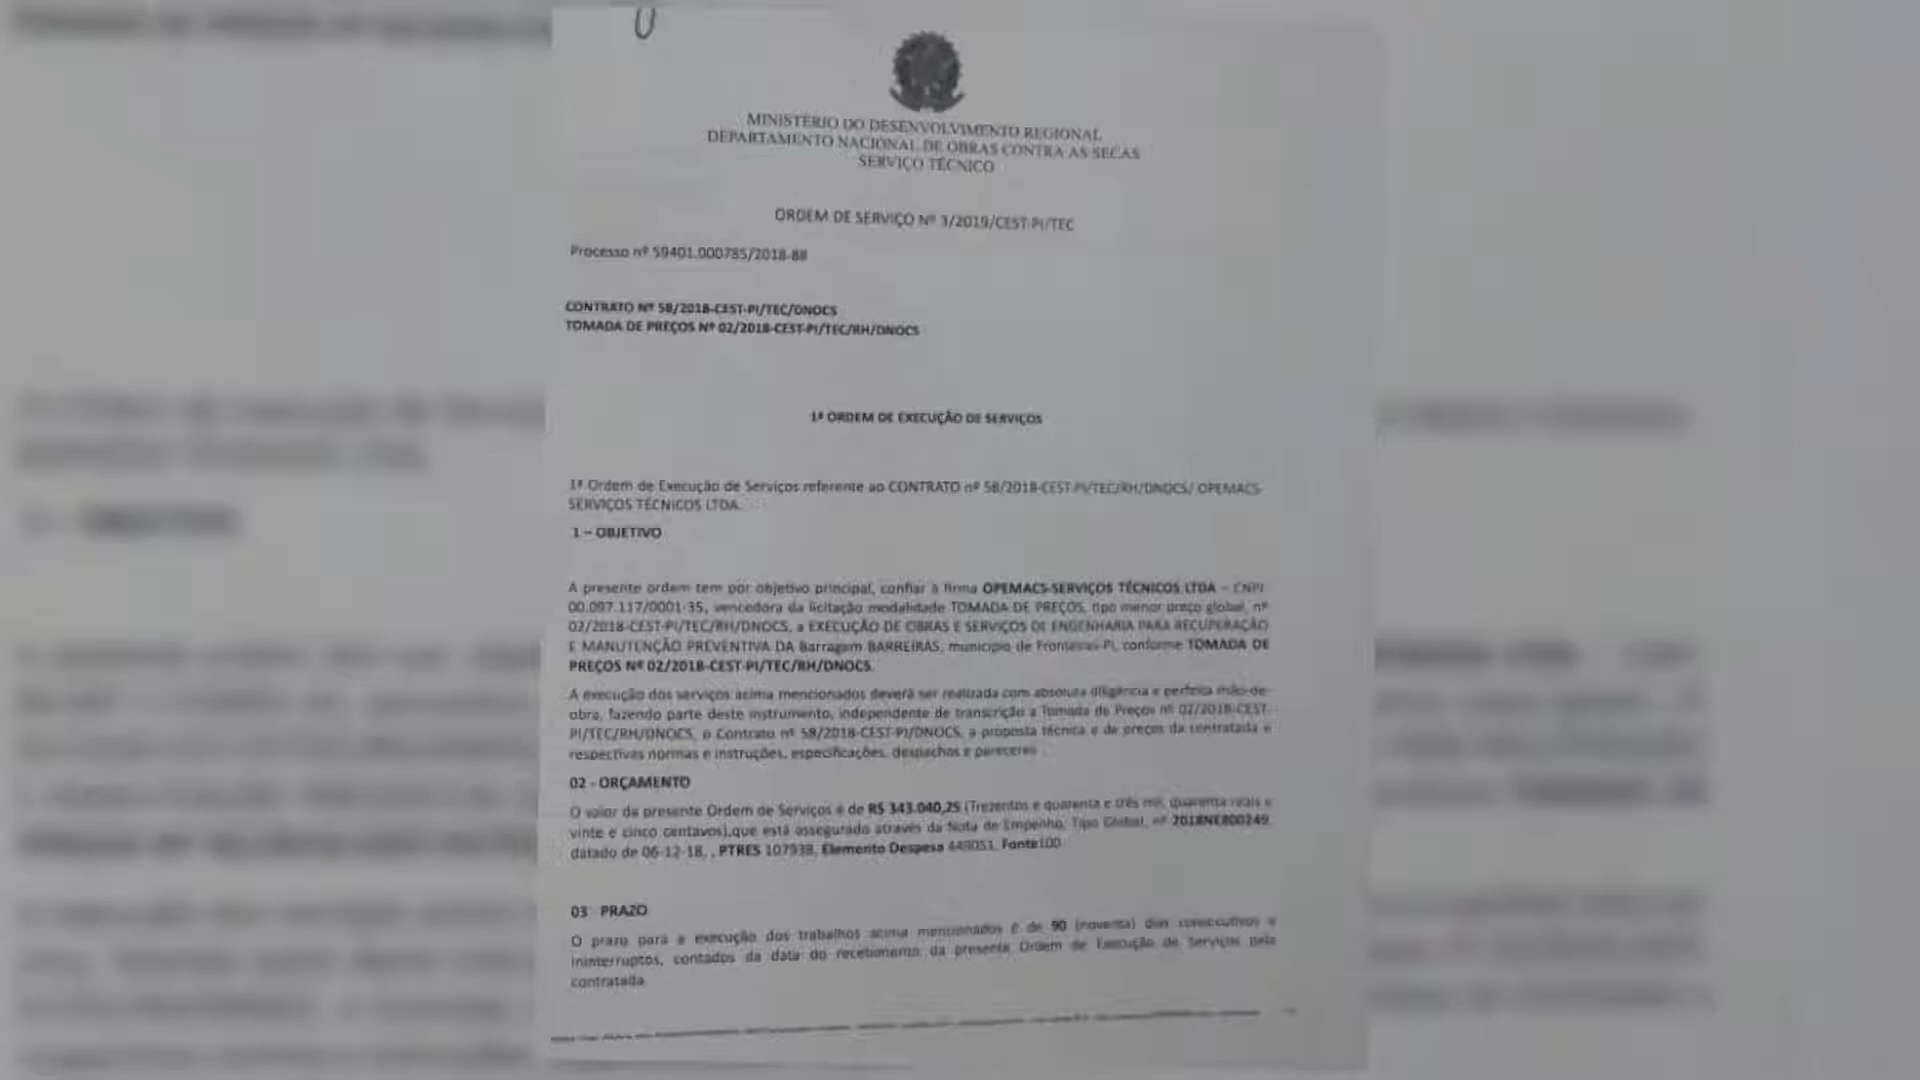 MINISTÉRIO DO DESENVOLVIMENTO REGIONAL
DEPARTAMENTO NACIONAL DE OBRAS CONTRA AS SECAS
SERVIÇO TÉCNICO
ORDEM DE SERVIÇO Nº 3/2019/CEST-PI/TEC
Processo nº 59401.000785/2018-88
CONTRATO Nº 58/2018-CEST-PI/TEC/DNOCS
TOMADA DE PREÇOS Nº 02/2018-CEST-PI/TEC/RH/DNOCS
1ª ORDEM DE EXECUÇÃO DE SERVIÇOS
1ª Ordem de Execução de Serviços referente ao CONTRATO nº 58/2018-CEST-PI/TEC/RH/DNOCS/ OPEMACS-
SERVIÇOS TÉCNICOS LTDA.
1 – OBJETIVO
A presente ordem tem por objetivo principal, confiar à firma OPEMACS-SERVIÇOS TÉCNICOS LTDA – CNPJ
00.097.117/0001-35, vencedora da licitação modalidade TOMADA DE PREÇOS, tipo menor preço global, nº
02/2018-CEST-PI/TEC/RH/DNOCS, a EXECUÇÃO DE OBRAS E SERVIÇOS DE ENGENHARIA PARA RECUPERAÇÃO
E MANUTENÇÃO PREVENTIVA DA Barragem BARREIRAS, município de Fronteiras-PI, conforme TOMADA DE
PREÇOS Nº 02/2018-CEST-PI/TEC/RH/DNOCS.
A execução dos serviços acima mencionados deverá ser realizada com absoluta diligência e perfeita mão-de-
obra, fazendo parte deste instrumento, independente de transcrição a Tomada de Preços nº 02/2018-CEST-
PI/TEC/RH/DNOCS, o Contrato nº 58/2018-CEST-PI/DNOCS, a proposta técnica e de preços da contratada e
respectivas normas e instruções, especificações, despachos e pareceres
02 - ORÇAMENTO
O valor da presente Ordem de Serviços é de R$ 343.040,25 (Trezentos e quarenta e três mil, quarenta reais e
vinte e cinco centavos),que está assegurado através da Nota de Empenho, Tipo Global, nº 2018NE800249,
datado de 06-12-18, , PTRES 107938, Elemento Despesa 449051, Fonte100.
03 - PRAZO
O prazo para a execução dos trabalhos acima mencionados é de 90 (noventa) dias consecutivos e
ininterruptos, contados da data do recebimento da presente Ordem de Execução de Serviços pela
contratada.